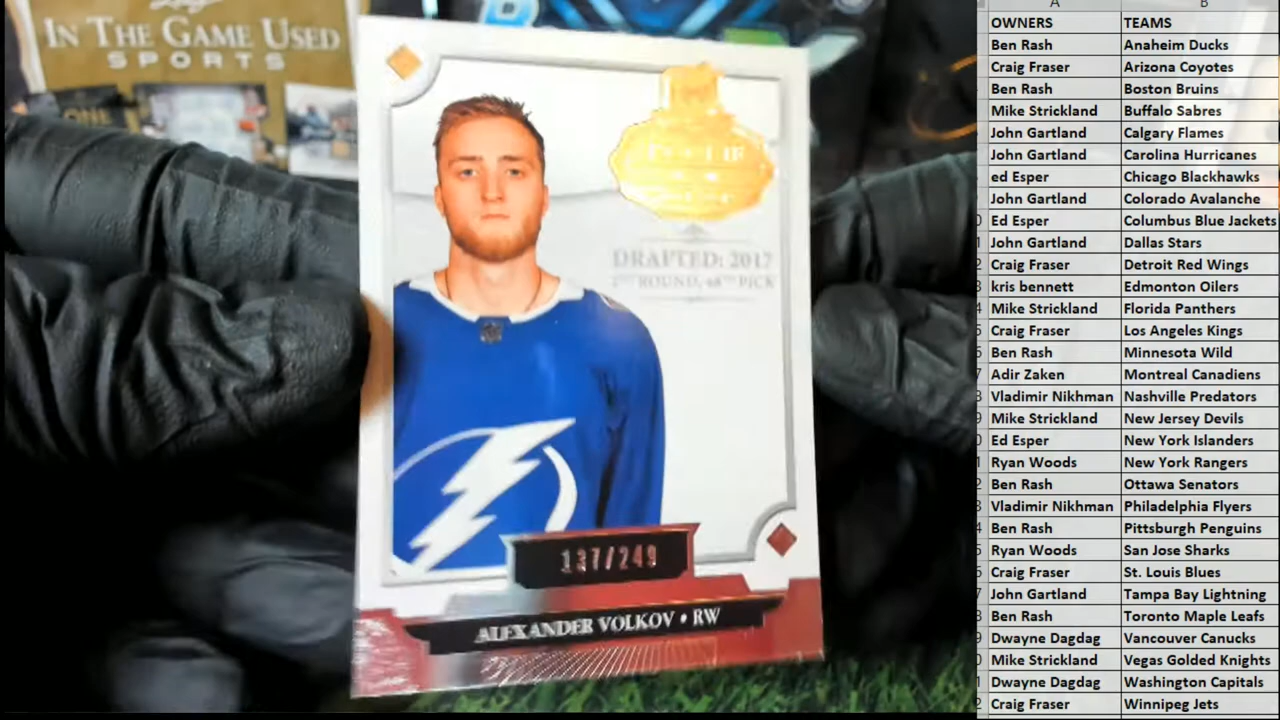 IN THE GAME USED
SPORTS
DRAFTED: 2017
2ND ROUND, 48TH PICK
137/249
ALEXANDER VOLKOV • RW
A B
OWNERS TEAMS
Ben Rash Anaheim Ducks
Craig Fraser Arizona Coyotes
Ben Rash Boston Bruins
Mike Strickland Buffalo Sabres
John Gartland Calgary Flames
John Gartland Carolina Hurricanes
ed Esper Chicago Blackhawks
John Gartland Colorado Avalanche
Ed Esper Columbus Blue Jackets
John Gartland Dallas Stars
Craig Fraser Detroit Red Wings
kris bennett Edmonton Oilers
Mike Strickland Florida Panthers
Craig Fraser Los Angeles Kings
Ben Rash Minnesota Wild
Adir Zaken Montreal Canadiens
Vladimir Nikhman Nashville Predators
Mike Strickland New Jersey Devils
Ed Esper New York Islanders
Ryan Woods New York Rangers
Ben Rash Ottawa Senators
Vladimir Nikhman Philadelphia Flyers
Ben Rash Pittsburgh Penguins
Ryan Woods San Jose Sharks
Craig Fraser St. Louis Blues
John Gartland Tampa Bay Lightning
Ben Rash Toronto Maple Leafs
Dwayne Dagdag Vancouver Canucks
Mike Strickland Vegas Golded Knights
Dwayne Dagdag Washington Capitals
Craig Fraser Winnipeg Jets